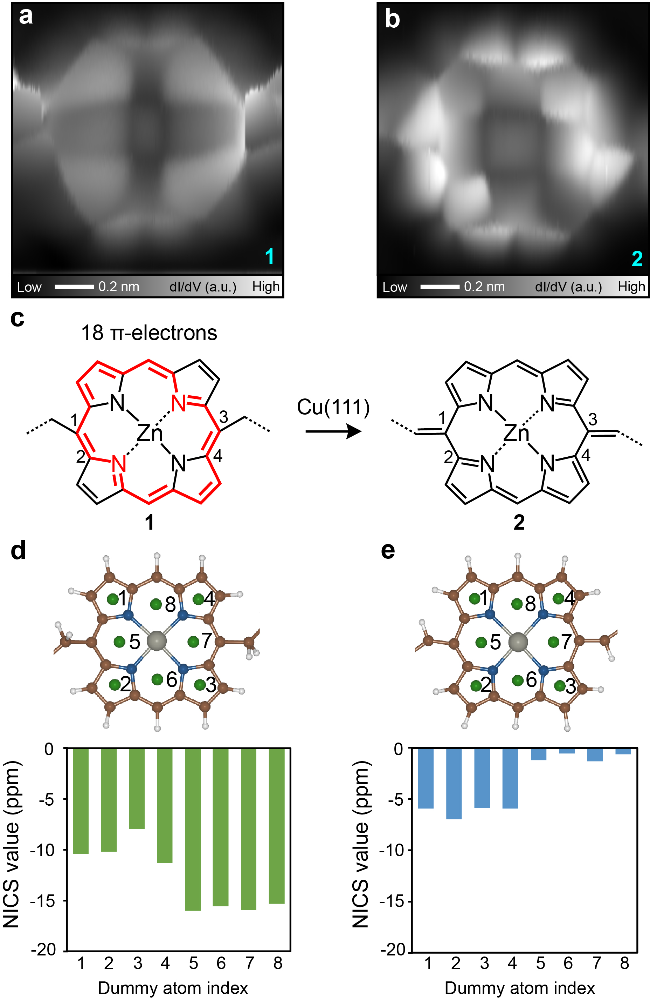 a
b
1
2
Low 0.2 nm dI/dV (a.u.) High
Low 0.2 nm dI/dV (a.u.) High
c
18 π-electrons
N N
1 3
Zn
2 4
N N
1
Cu(111)
N N
1 3
Zn
2 4
N N
2
d
1 8 4
5 7
2 6 3
e
1 8 4
5 7
2 6 3
NICS value (ppm)
0
-5
-10
-15
-20
1 2 3 4 5 6 7 8
Dummy atom index
NICS value (ppm)
0
-5
-10
-15
-20
1 2 3 4 5 6 7 8
Dummy atom index